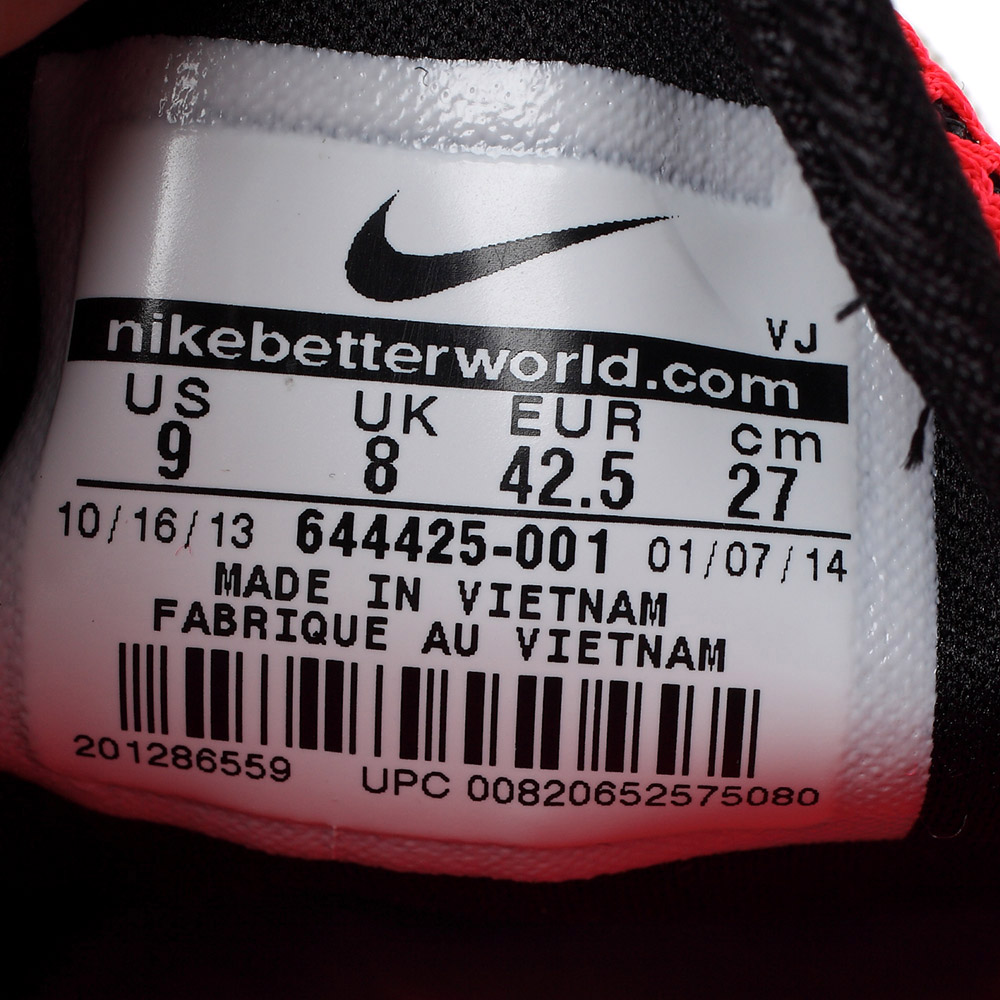 VJ
nikebetterworld.com
US UK EUR cm
9 8 42.5 27
10/16/13 644425-001 01/07/14
MADE IN VIETNAM
FABRIQUE AU VIETNAM
201286559 UPC 00820652575080